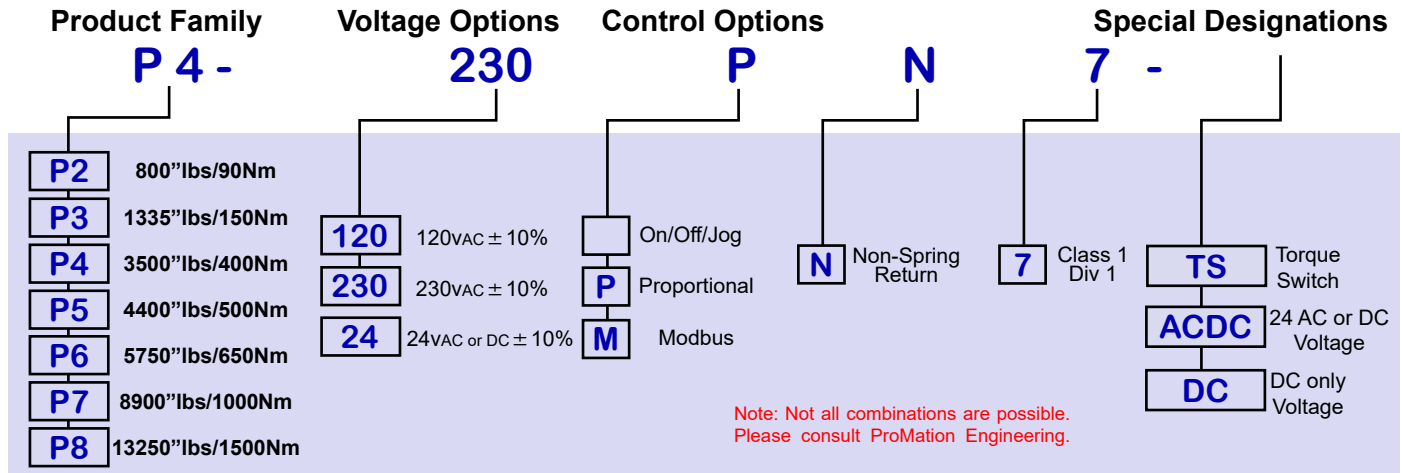 Product Family Voltage Options Control Options Special Designations
P 4 - 230 P N 7 -
P2 800”lbs/90Nm
P3 1335”lbs/150Nm
P4 3500”lbs/400Nm
P5 4400”lbs/500Nm
P6 5750”lbs/650Nm
P7 8900”lbs/1000Nm
P8 13250”lbs/1500Nm
120 120VAC ± 10%
230 230VAC ± 10%
24 24VAC or DC ± 10%
On/Off/Jog
P Proportional
M Modbus
N Non-Spring
Return
7 Class 1
Div 1
TS Torque
Switch
ACDC 24 AC or DC
Voltage
DC DC only
Voltage
Note: Not all combinations are possible.
Please consult ProMation Engineering.